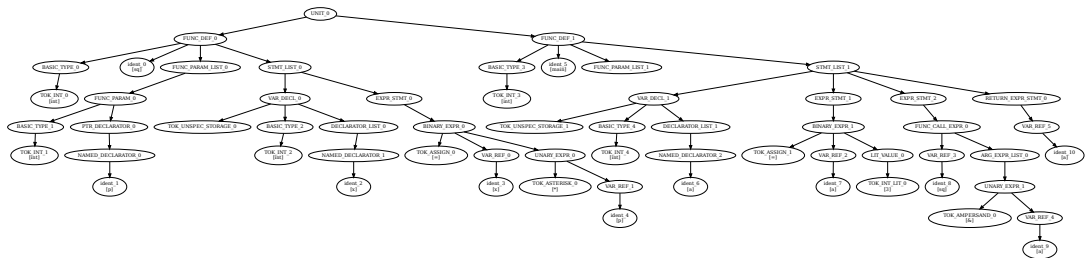 UNIT_0
FUNC_DEF_0
FUNC_DEF_1
BASIC_TYPE_0
ident_0
[sq]
FUNC_PARAM_LIST_0
STMT_LIST_0
BASIC_TYPE_3
ident_5
[main]
FUNC_PARAM_LIST_1
STMT_LIST_1
TOK_INT_0
[int]
FUNC_PARAM_0
VAR_DECL_0
EXPR_STMT_0
TOK_INT_3
[int]
VAR_DECL_1
EXPR_STMT_1
EXPR_STMT_2
RETURN_EXPR_STMT_0
BASIC_TYPE_1
PTR_DECLARATOR_0
TOK_UNSPEC_STORAGE_0
BASIC_TYPE_2
DECLARATOR_LIST_0
BINARY_EXPR_0
TOK_UNSPEC_STORAGE_1
BASIC_TYPE_4
DECLARATOR_LIST_1
BINARY_EXPR_1
FUNC_CALL_EXPR_0
VAR_REF_5
TOK_INT_1
[int]
NAMED_DECLARATOR_0
TOK_INT_2
[int]
NAMED_DECLARATOR_1
TOK_ASSIGN_0
[=]
VAR_REF_0
UNARY_EXPR_0
TOK_INT_4
[int]
NAMED_DECLARATOR_2
TOK_ASSIGN_1
[=]
VAR_REF_2
LIT_VALUE_0
VAR_REF_3
ARG_EXPR_LIST_0
ident_10
[a]
ident_1
[p]
ident_2
[x]
ident_3
[x]
TOK_ASTERISK_0
[*]
VAR_REF_1
ident_6
[a]
ident_7
[a]
TOK_INT_LIT_0
[3]
ident_8
[sq]
UNARY_EXPR_1
ident_4
[p]
TOK_AMPERSAND_0
[&]
VAR_REF_4
ident_9
[a]